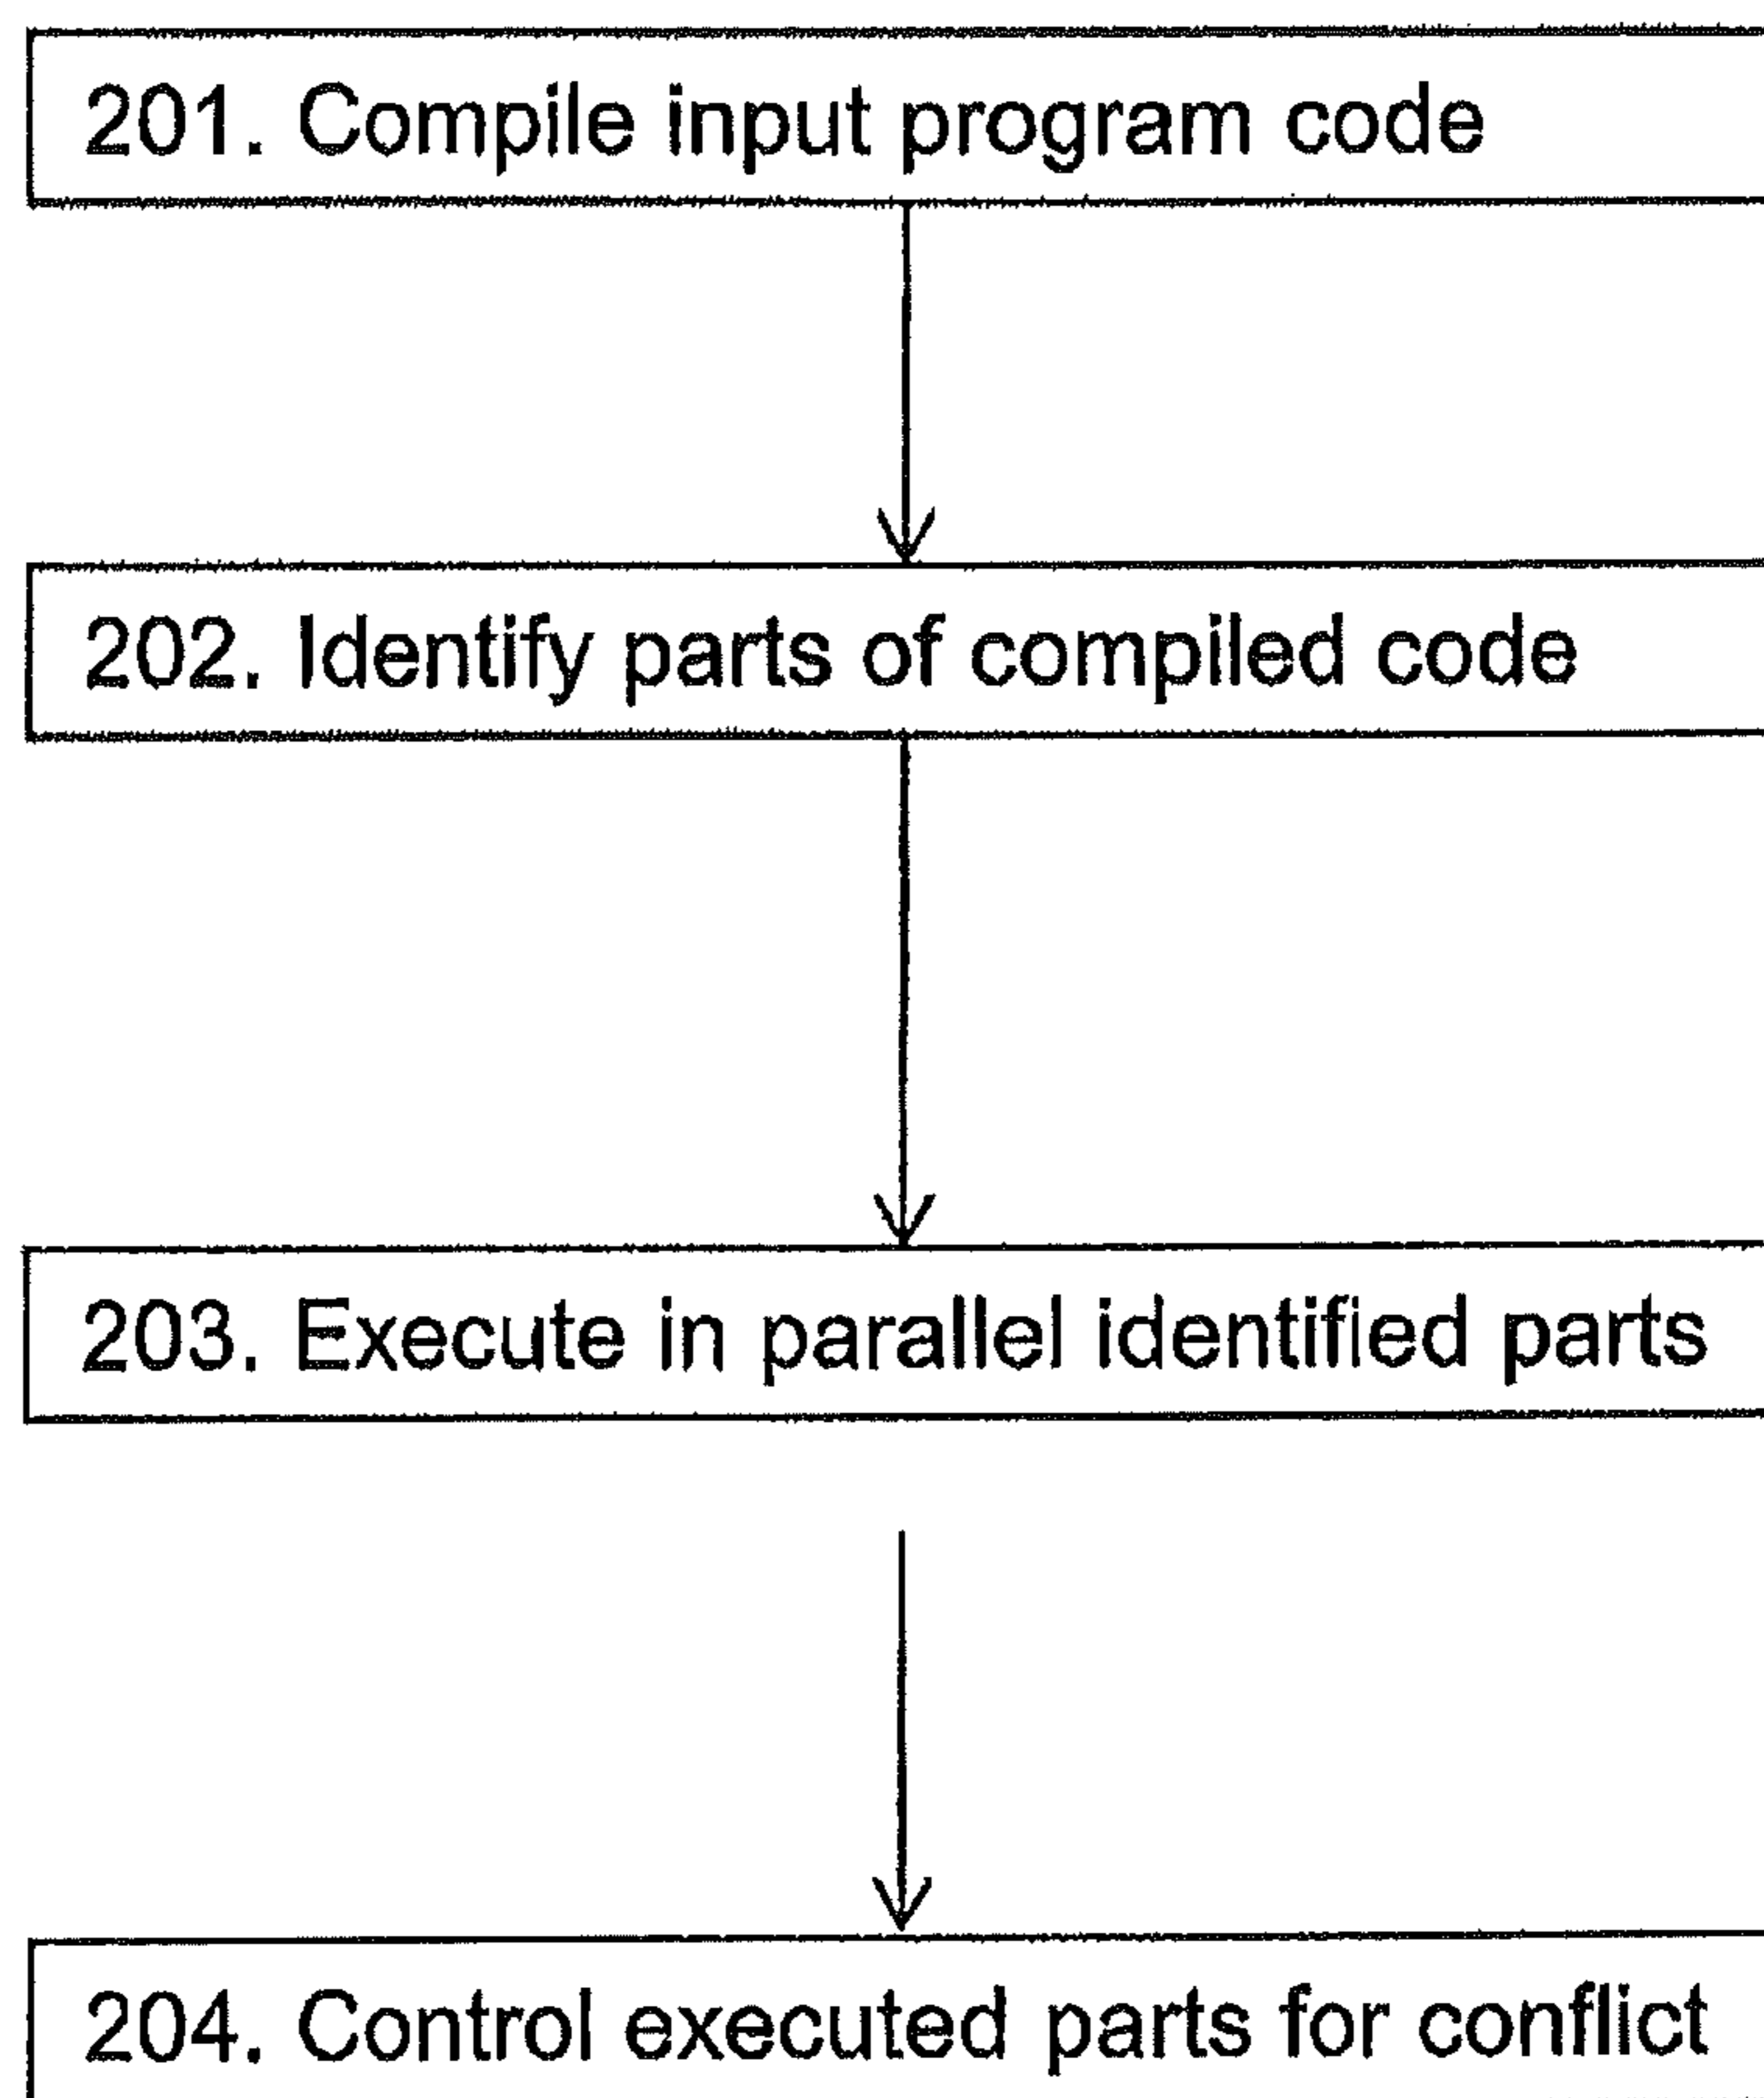 201. Compile input program code
202. Identify parts of compiled code
203. Execute in parallel identified parts
204. Control executed parts for conflict